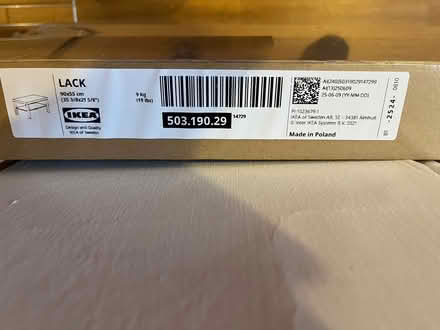 LACK
90x55 cm
(35 3/8x21 5/8")
9 kg
(19 lbs)
IKEA
Design and Quality
IKEA of Sweden
503.190.29
14729
25-06-09 (YY-MM-DD)
IKEA of Sweden AB, SE - 34381 Älmhult
© Inter IKEA Systems B.V. 2021
Made in Poland
-2524-